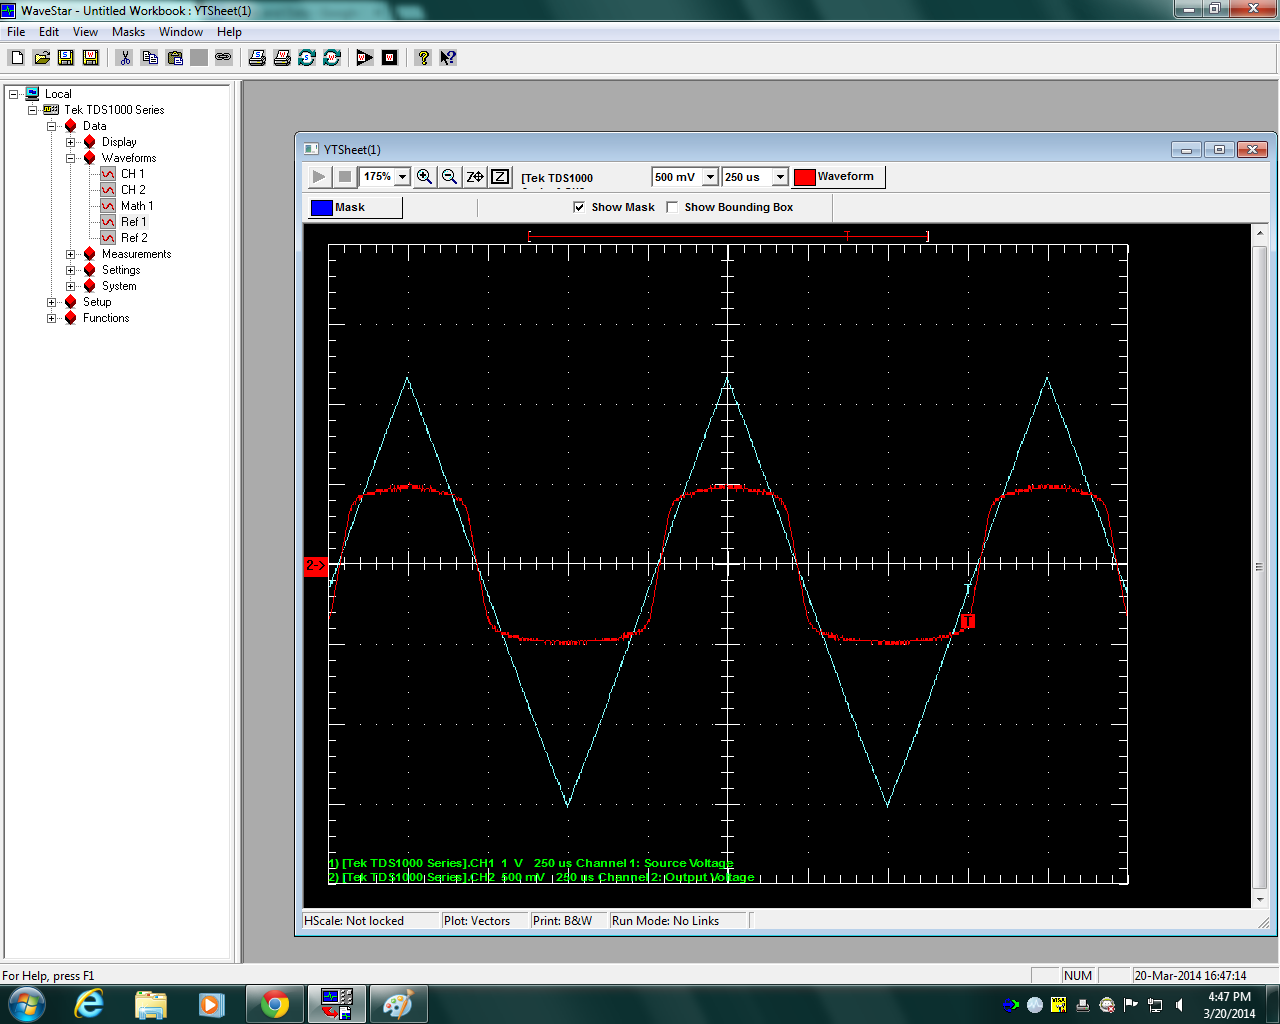 WaveStar - Untitled Workbook : YTSheet(1)
File Edit View Masks Window Help
Local
Tek TDS1000 Series
Data
Display
Waveforms
CH 1
CH 2
Math 1
Ref 1
Ref 2
Measurements
Settings
System
Setup
Functions
YTSheet(1)
175% [Tek TDS1000 500 mV 250 us Waveform
Mask Show Mask Show Bounding Box
2->
T
1) [Tek TDS1000 Series].CH1 1 V 250 us Channel 1: Source Voltage
2) [Tek TDS1000 Series].CH2 500 mV 250 us Channel 2: Output Voltage
HScale: Not locked Plot: Vectors Print: B&W Run Mode: No Links
For Help, press F1 NUM 20-Mar-2014 16:47:14
4:47 PM
3/20/2014